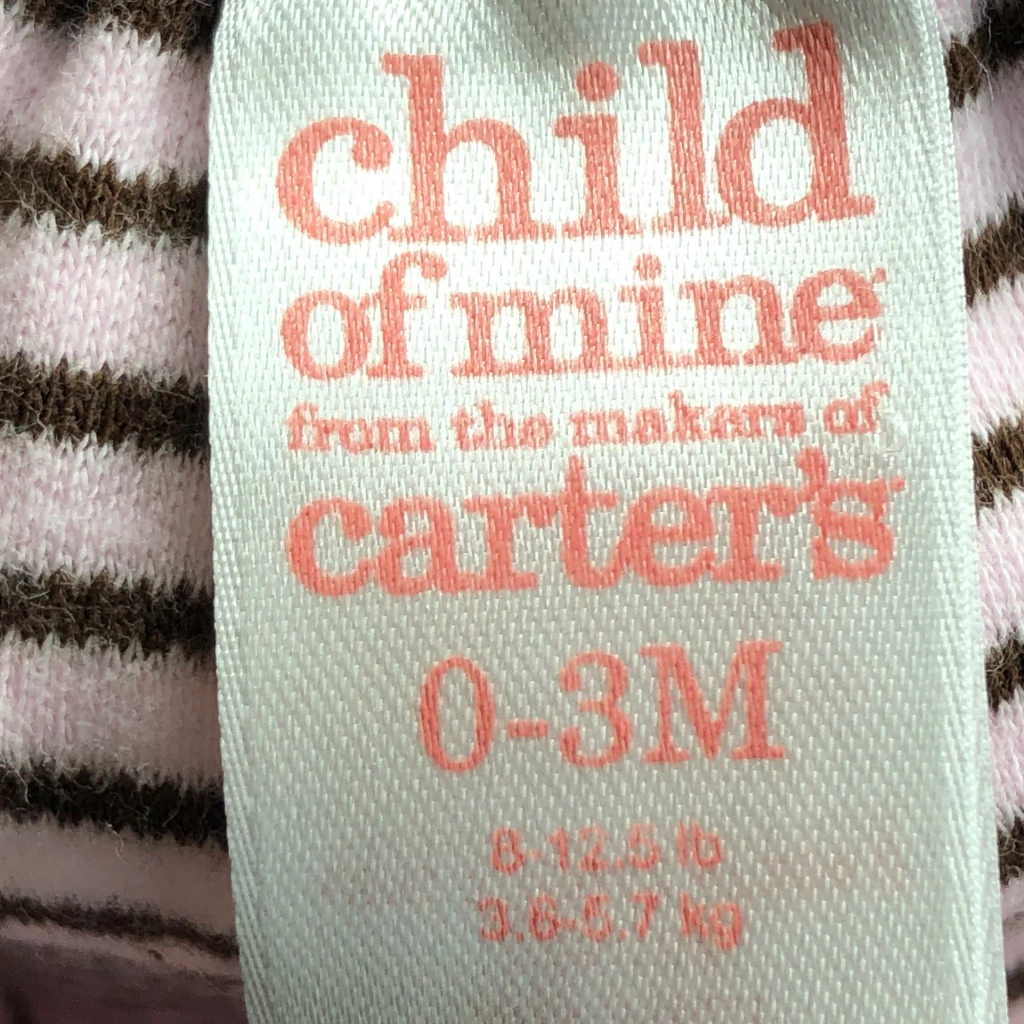 child
of mine
from the makers of
carter's
0-3M
8-12.5 lb
3.6-5.7 kg